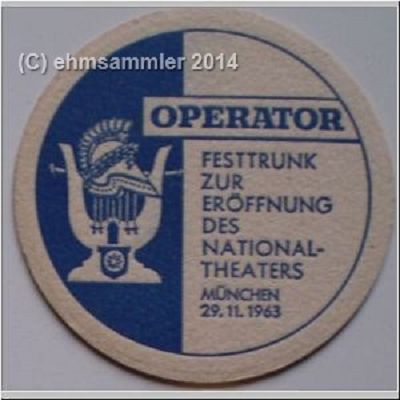 (C) ehmsammler 2014
OPERATOR
FESTTRUNK
ZUR
ERÖFFNUNG
DES
NATIONAL-
THEATERS
MÜNCHEN
29.11.1963